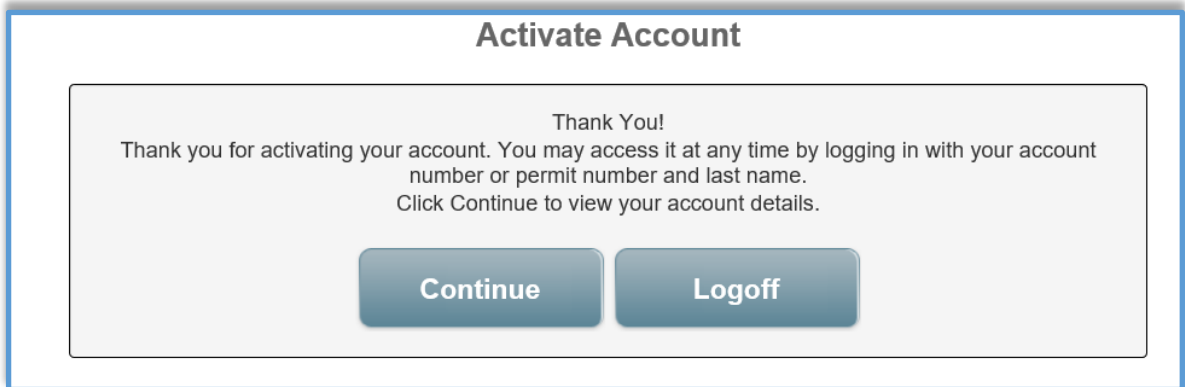 Activate Account
Thank You!
Thank you for activating your account. You may access it at any time by logging in with your account
number or permit number and last name.
Click Continue to view your account details.
Continue
Logoff